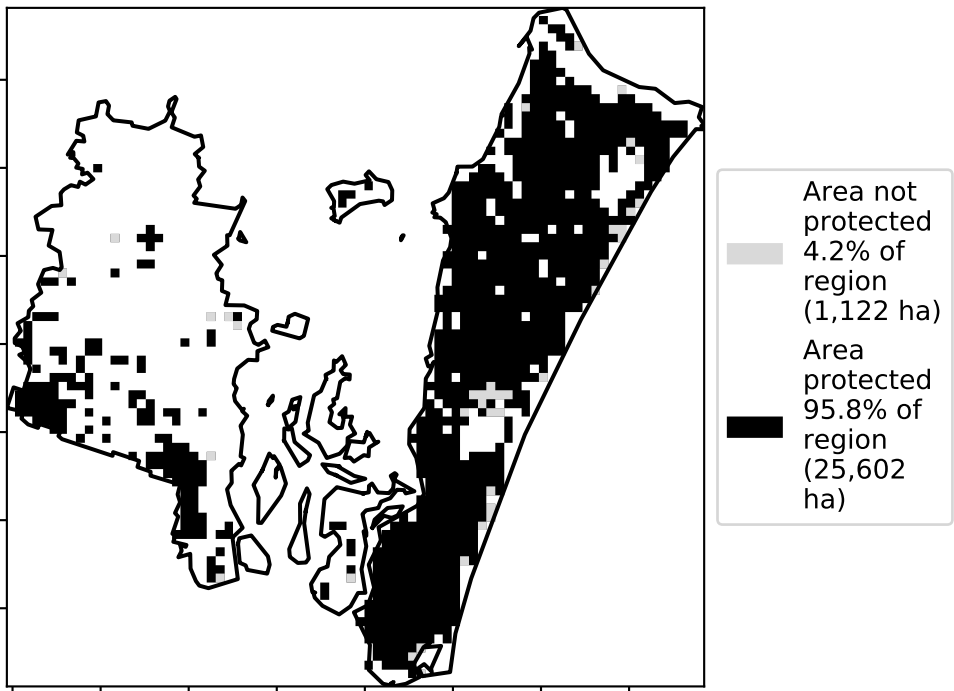 Area not
protected
4.2% of
region
(1,122 ha)
Area
protected
95.8% of
region
(25,602
ha)